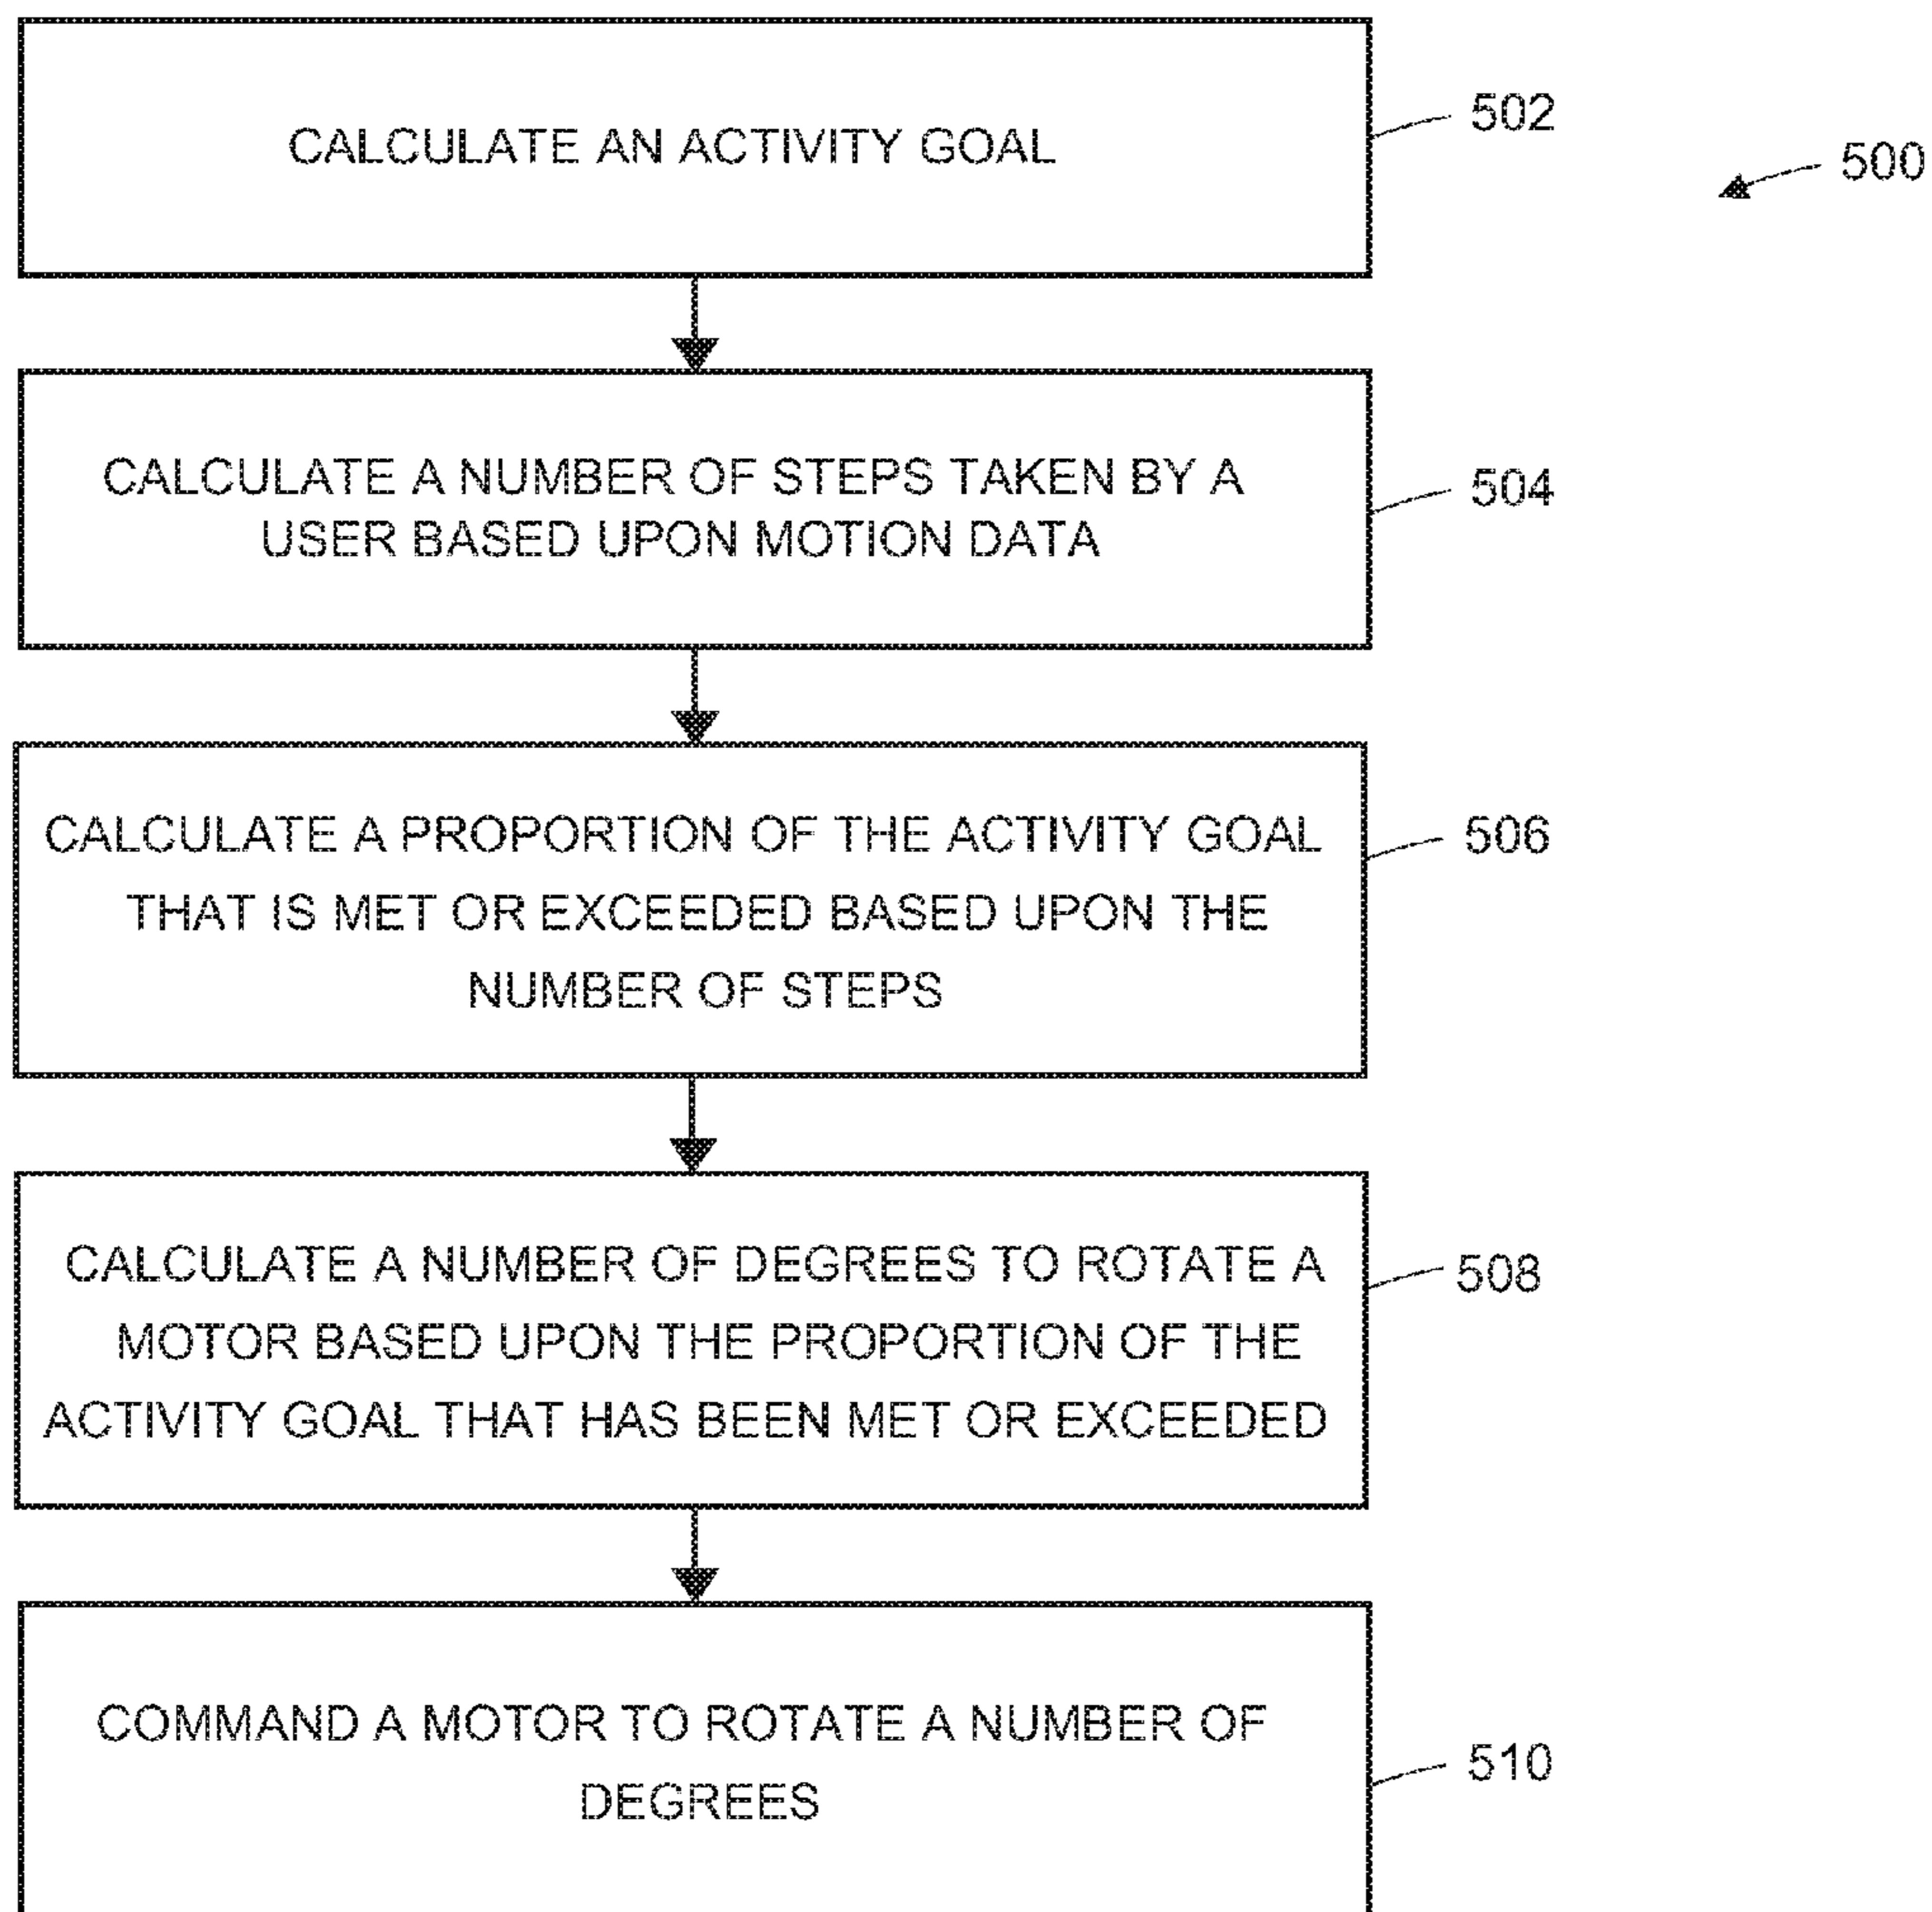 CALCULATE AN ACTIVITY GOAL
502
500
CALCULATE A NUMBER OF STEPS TAKEN BY A
USER BASED UPON MOTION DATA
504
CALCULATE A PROPORTION OF THE ACTIVITY GOAL
THAT IS MET OR EXCEEDED BASED UPON THE
NUMBER OF STEPS
506
CALCULATE A NUMBER OF DEGREES TO ROTATE A
MOTOR BASED UPON THE PROPORTION OF THE
ACTIVITY GOAL THAT HAS BEEN MET OR EXCEEDED
508
COMMAND A MOTOR TO ROTATE A NUMBER OF
DEGREES
510